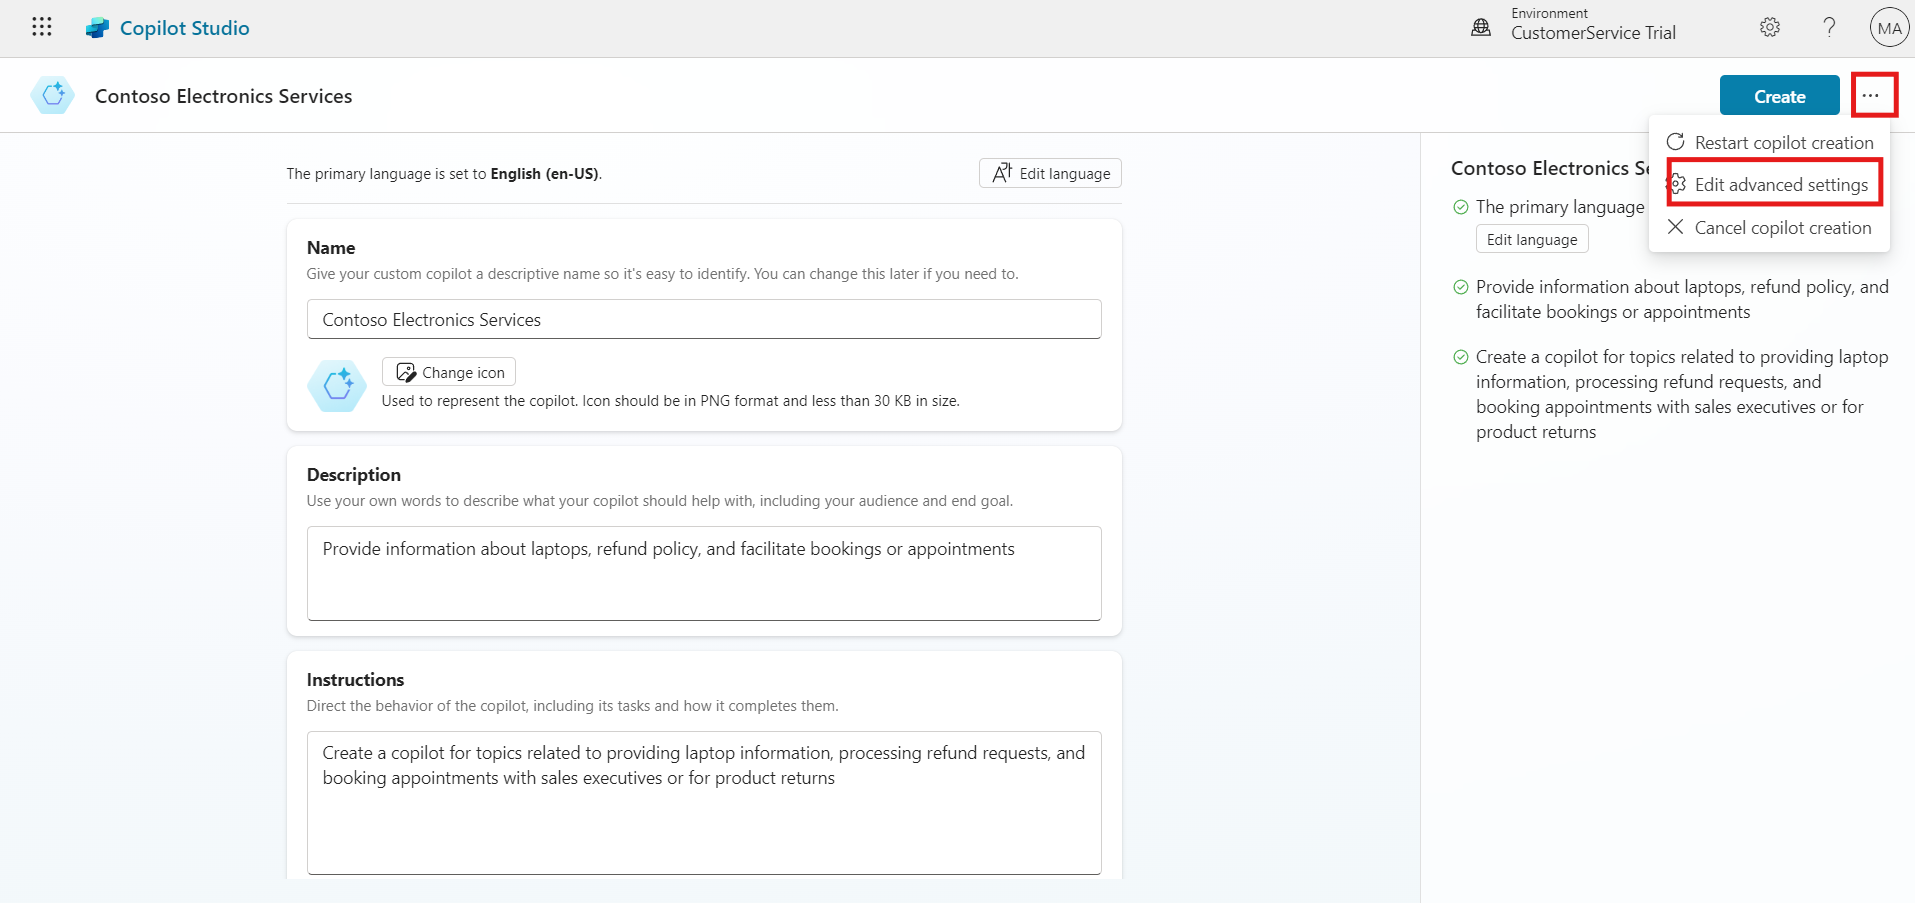 Copilot Studio
Environment
CustomerService Trial
?
MA
Contoso Electronics Services
Create
...
Restart copilot creation
Edit advanced settings
Cancel copilot creation
The primary language is set to English (en-US).
Edit language
Name
Give your custom copilot a descriptive name so it's easy to identify. You can change this later if you need to.
Contoso Electronics Services
Change icon
Used to represent the copilot. Icon should be in PNG format and less than 30 KB in size.
Description
Use your own words to describe what your copilot should help with, including your audience and end goal.
Provide information about laptops, refund policy, and facilitate bookings or appointments
Instructions
Direct the behavior of the copilot, including its tasks and how it completes them.
Create a copilot for topics related to providing laptop information, processing refund requests, and
booking appointments with sales executives or for product returns
Contoso Electronics Se
The primary language
Edit language
Provide information about laptops, refund policy, and
facilitate bookings or appointments
Create a copilot for topics related to providing laptop
information, processing refund requests, and
booking appointments with sales executives or for
product returns